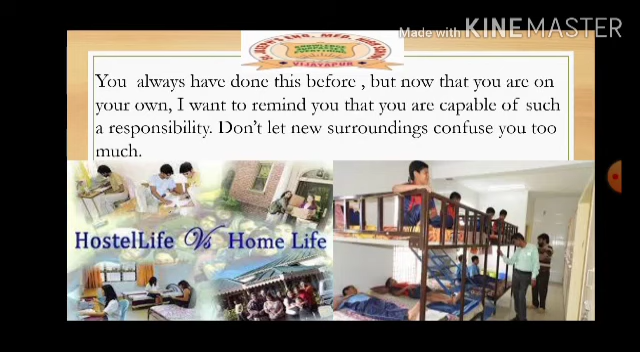 Made with KINEMASTER
VIJAYAPUR
You always have done this before , but now that you are on
your own, I want to remind you that you are capable of such
a responsibility. Don't let new surroundings confuse you too
much.
HostelLife Vs Home Life